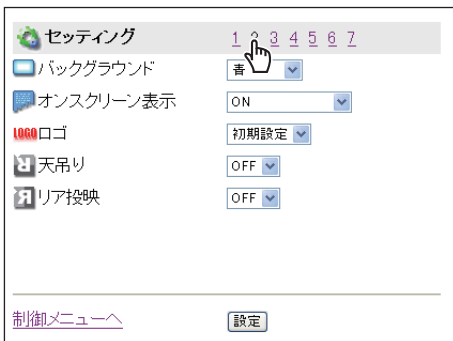 セッティング 1 2 3 4 5 6 7
バックグラウンド 青
オンスクリーン表示 ON
LOGO ロゴ 初期設定
R 天吊り OFF
R リア投映 OFF
制御メニューへ 設定